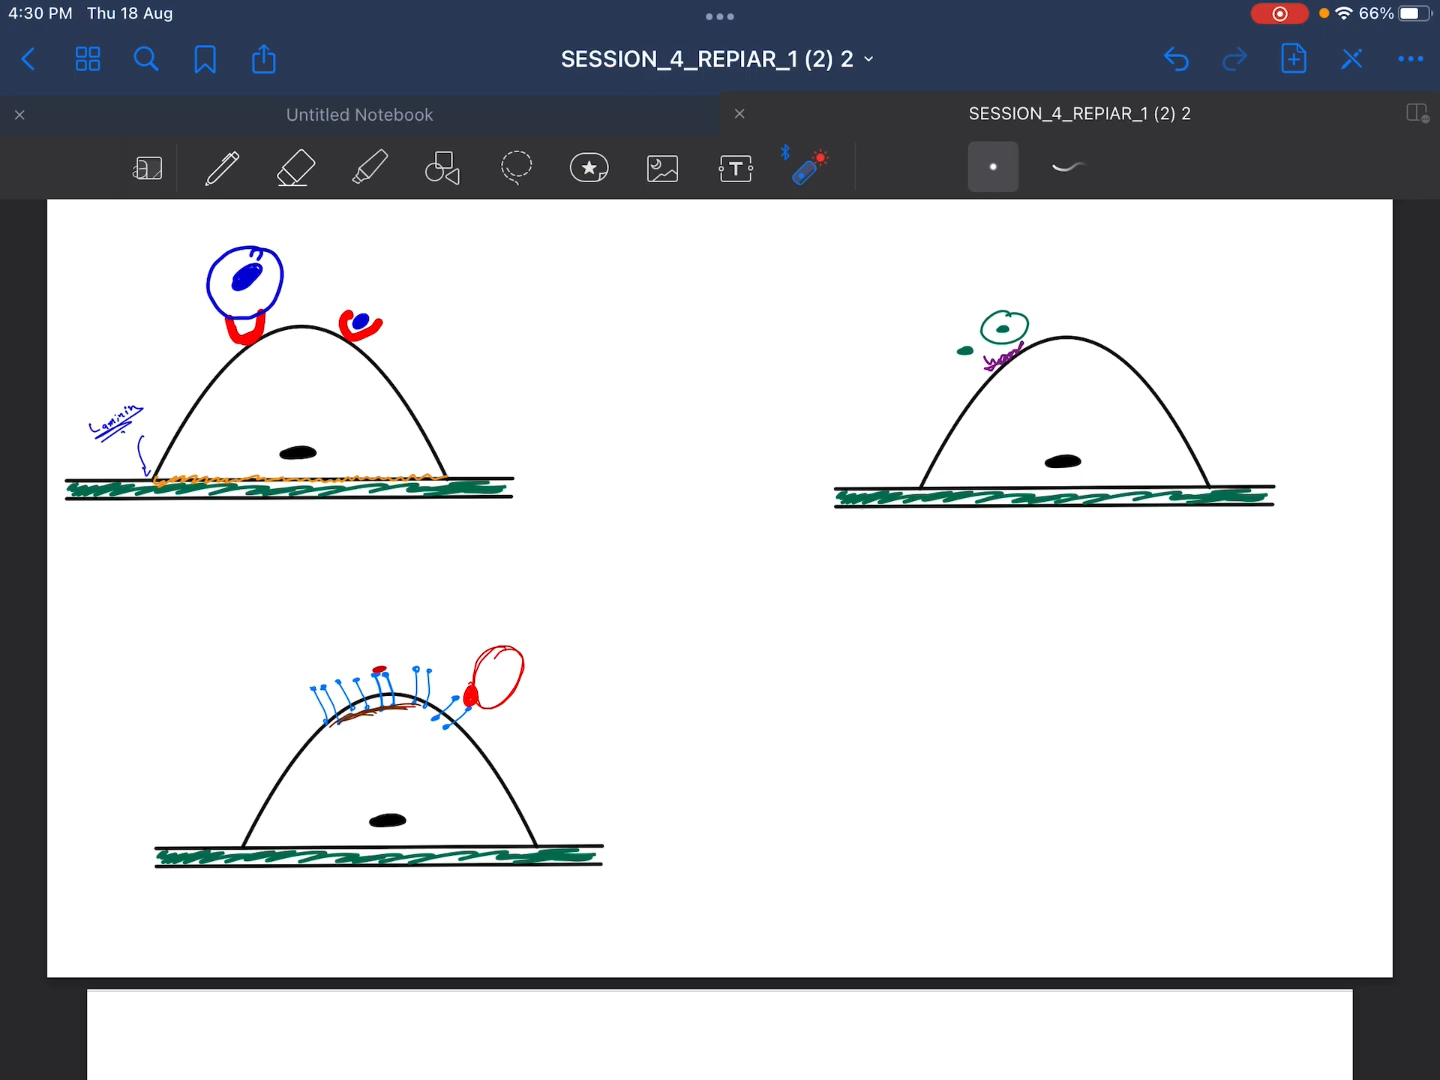 4:30 PM Thu 18 Aug
66%
SESSION_4_REPIAR_1 (2) 2
Untitled Notebook
SESSION_4_REPIAR_1 (2) 2
Laminin